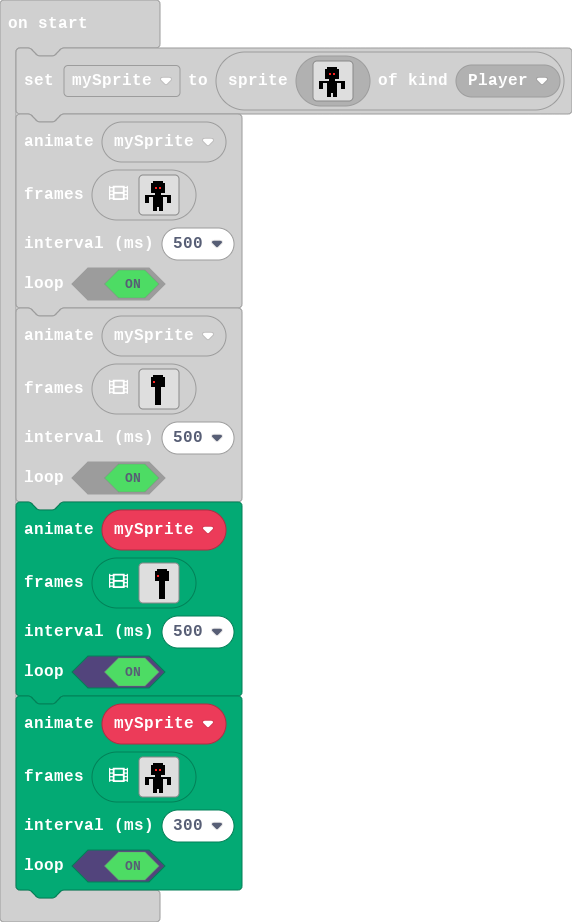 on start
set mySprite to sprite of kind Player
animate mySprite
frames
interval (ms) 500
loop ON
animate mySprite
frames
interval (ms) 500
loop ON
animate mySprite
frames
interval (ms) 500
loop ON
animate mySprite
frames
interval (ms) 300
loop ON